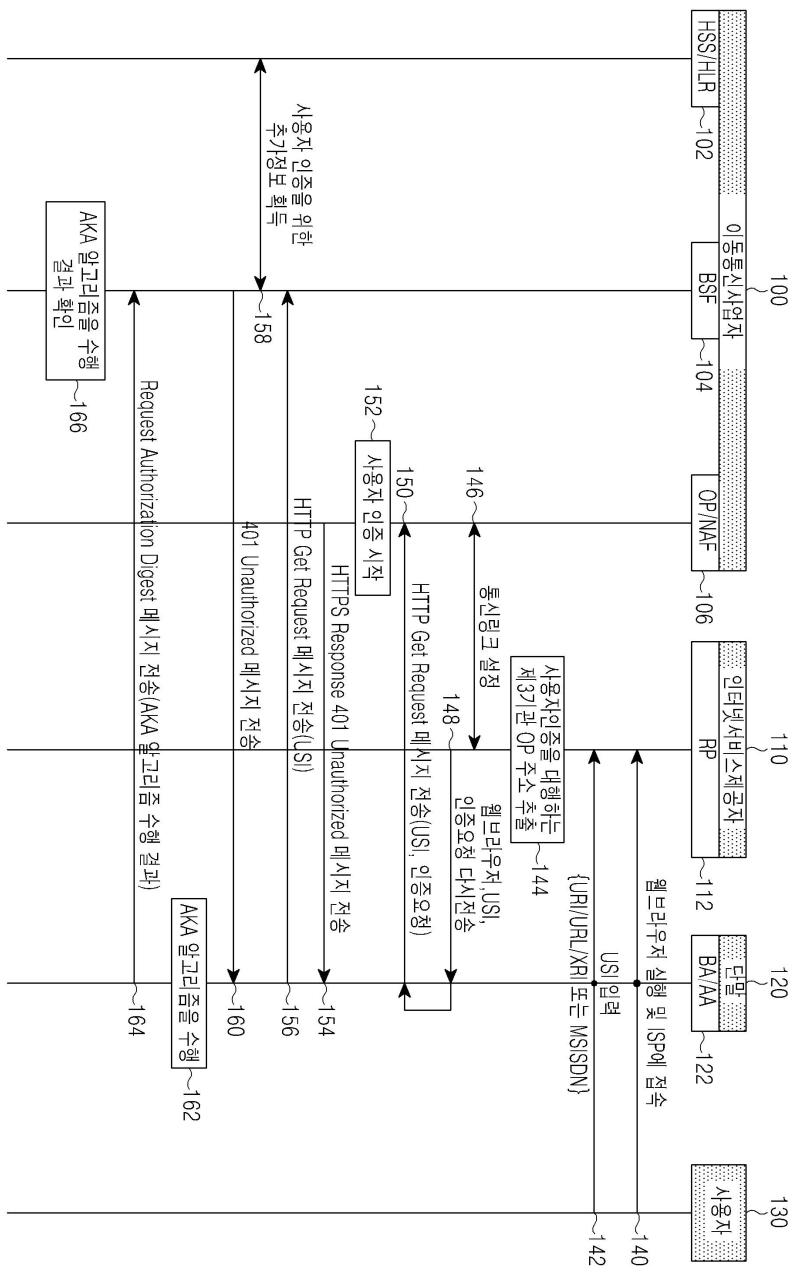 100
이동통신사업자
HSS/HLR
102
BSF
104
OP/NAF
106
110
인터넷서비스제공자
RP
112
120
단말
BA/AA
122
130
사용자
웹브라우저 실행 및 ISP에 접속
140
USI입력
{URI/URL/XRI 또는 MSISDN}
142
사용자인증을 대행하는
제3기관 OP 주소 추출
144
146
통신링크 설정
148
웹브라우저,USI,
인증요청 다시전송
150
HTTP Get Request 메시지 전송(USI, 인증요청)
152
사용자 인증 시작
HTTPS Response 401 Unauthorized 메시지 전송
154
HTTP Get Request 메시지 전송(USI)
156
158
사용자 인증을 위한
추가정보 획득
401 Unauthorized 메시지 전송
160
AKA 알고리즘을 수행
162
Request Authorization Digest 메시지 전송(AKA 알고리즘 수행 결과)
164
AKA 알고리즘을 수행
결과 확인
166